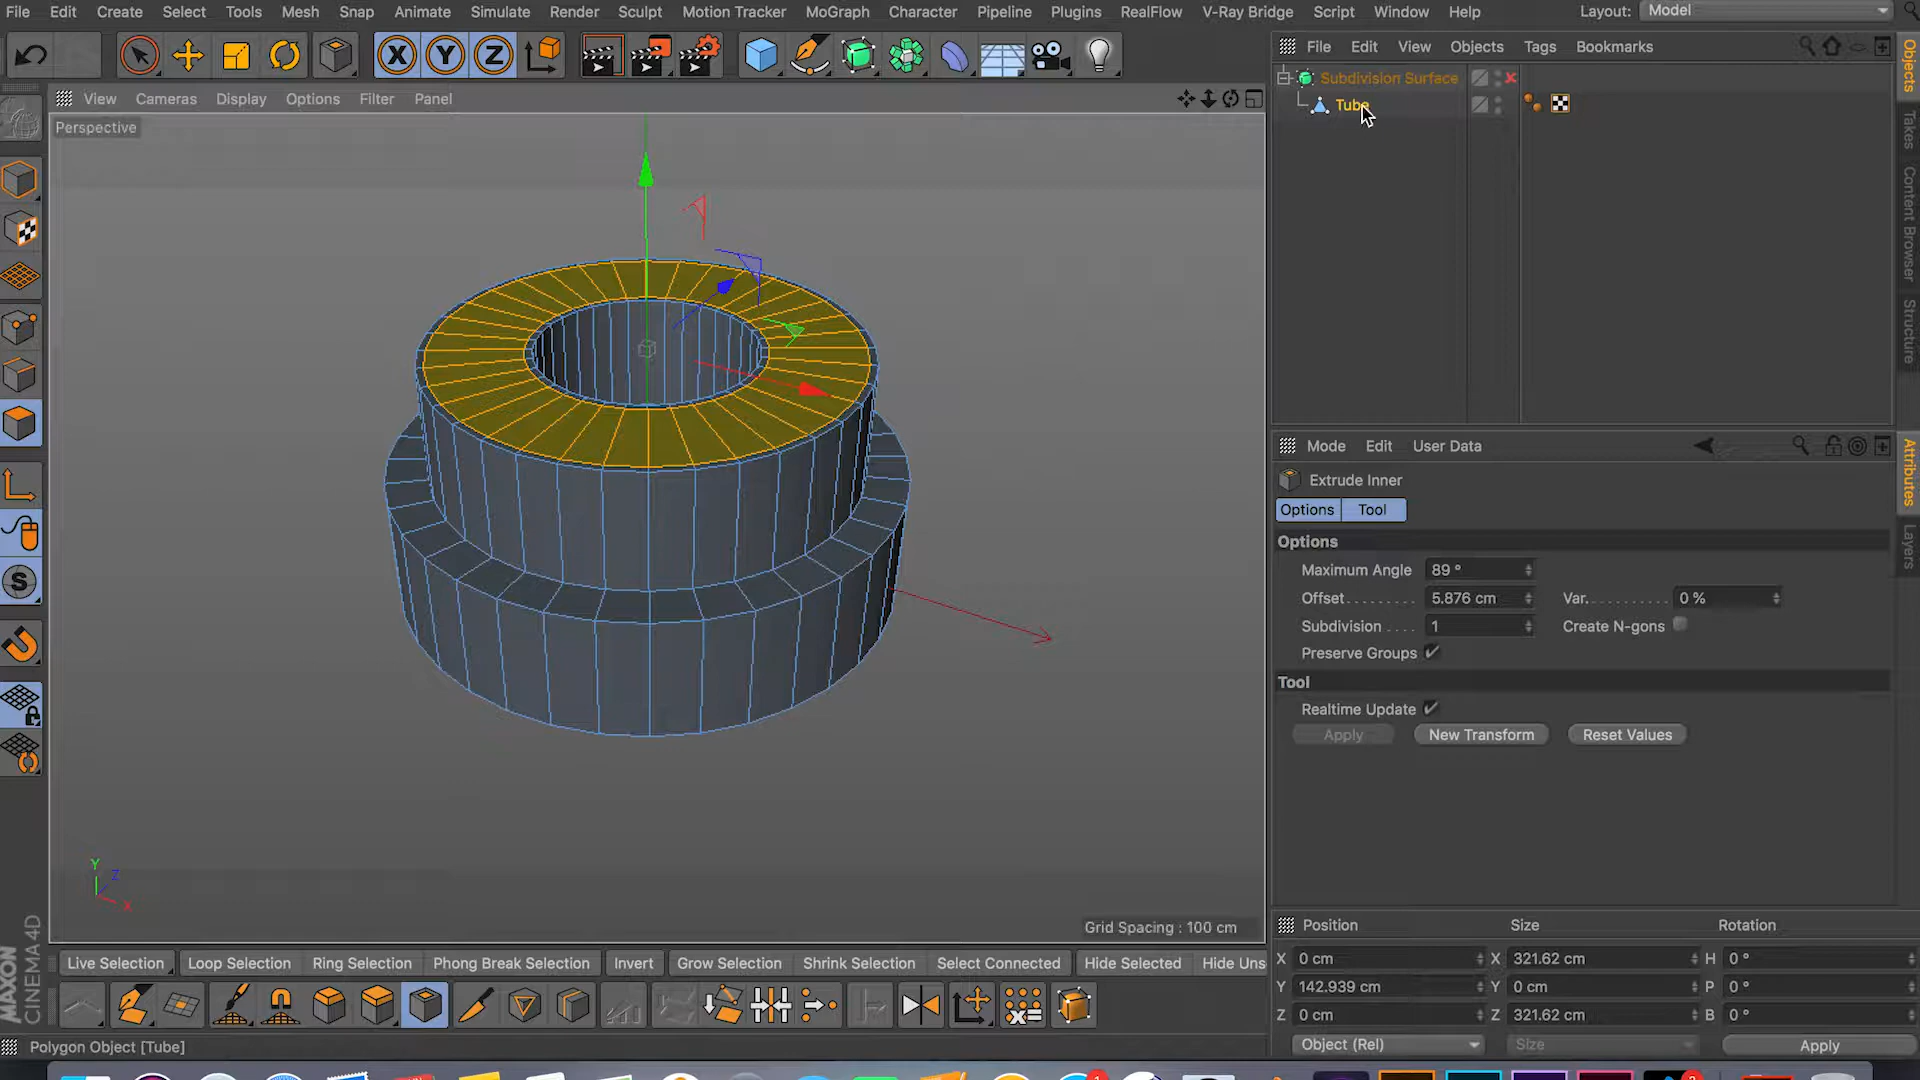 File Edit Create Select Tools Mesh Snap Animate Simulate Render Sculpt Motion Tracker MoGraph Character Pipeline Plugins RealFlow V-Ray Bridge Script Window Help Layout: Model
X Y Z
File Edit View Objects Tags Bookmarks
Subdivision Surface
Tube
View Cameras Display Options Filter Panel
Perspective
Objects
Takes
Content Browser
Structure
Mode Edit User Data
Extrude Inner
Options Tool
Options
Maximum Angle 89 °
Offset 5.876 cm Var. 0 %
Subdivision 1 Create N-gons
Preserve Groups
Tool
Realtime Update
Apply New Transform Reset Values
Attributes
Layers
S
Y
Z
X
Grid Spacing : 100 cm
Position Size Rotation
X 0 cm X 321.62 cm H 0 °
Y 142.939 cm Y 0 cm P 0 °
Z 0 cm Z 321.62 cm B 0 °
Object (Rel) Size Apply
Live Selection Loop Selection Ring Selection Phong Break Selection Invert Grow Selection Shrink Selection Select Connected Hide Selected Hide Uns
MAXON
CINEMA 4D
Polygon Object [Tube]